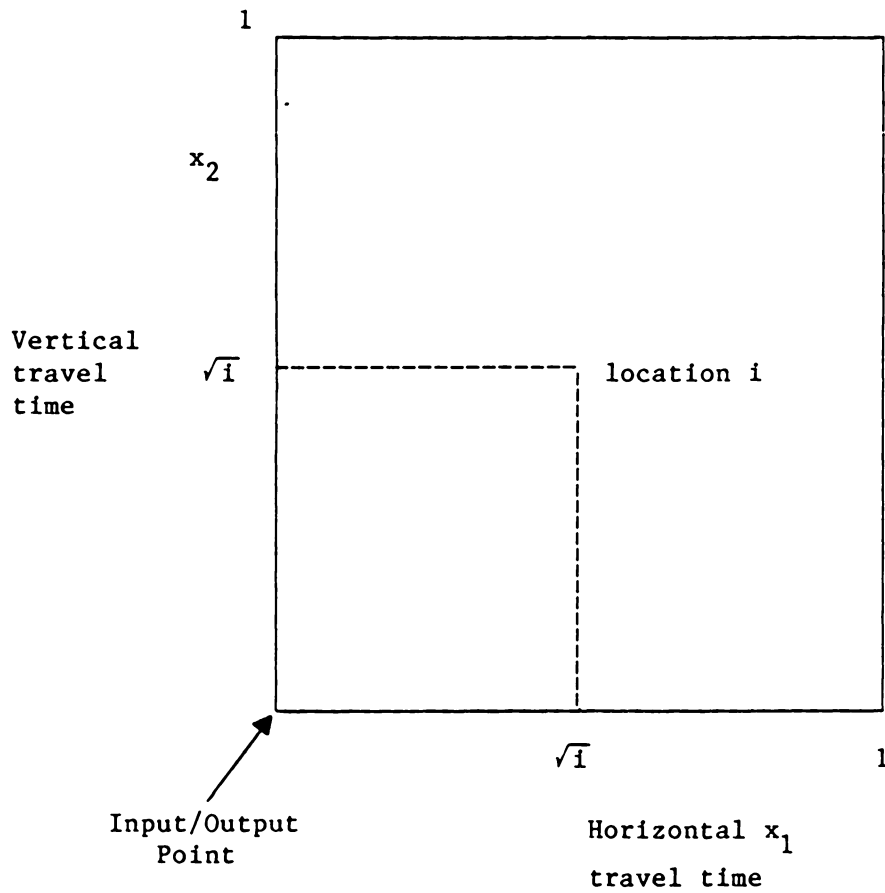 1
x₂
Vertical
travel
time
√i
location i
√i
1
Input/Output
Point
Horizontal x₁
travel time